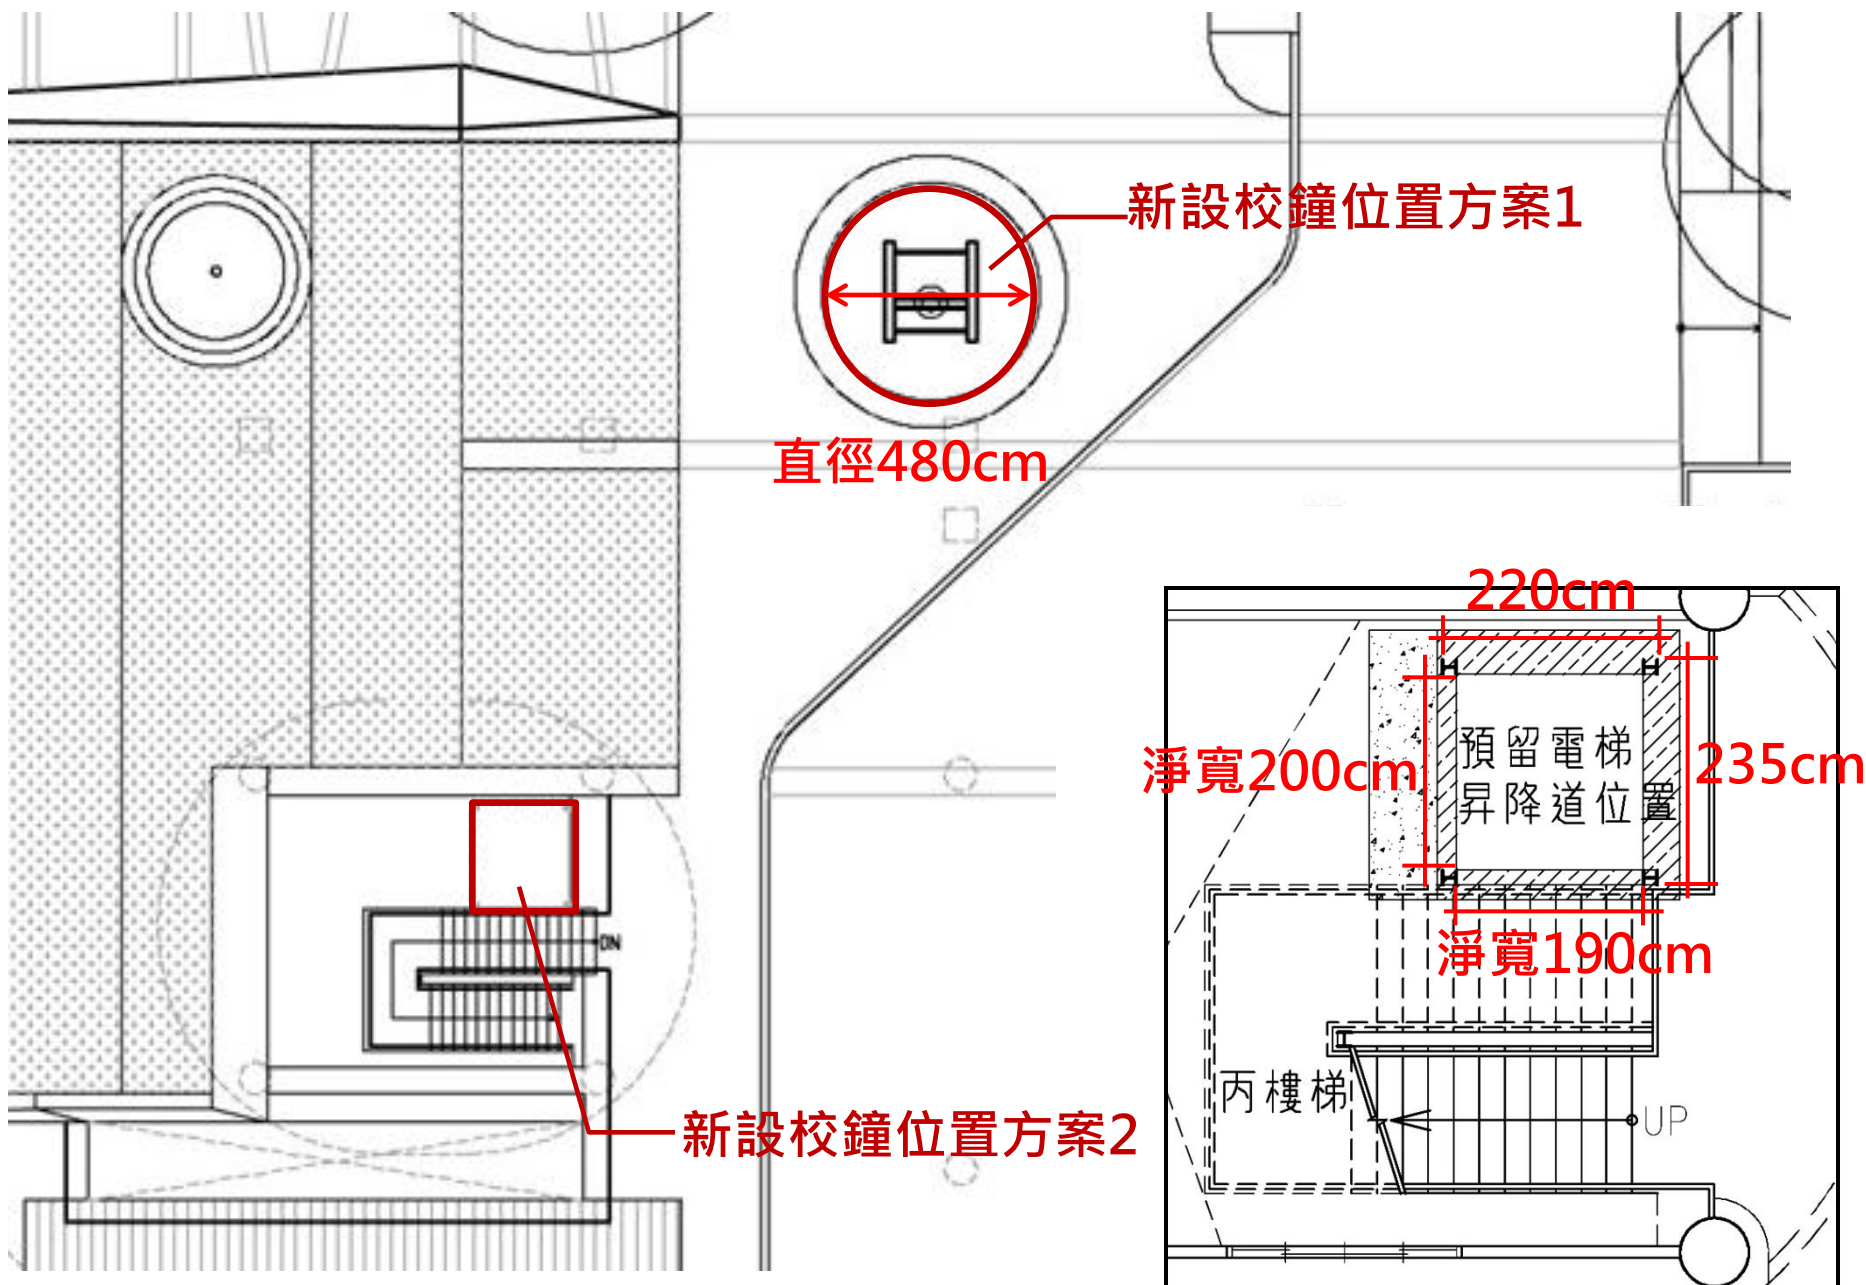 新設校鐘位置方案1
直徑480cm
220cm
預留電梯
昇降道位置
淨寬200cm
235cm
淨寬190cm
DN
丙樓梯
UP
新設校鐘位置方案2